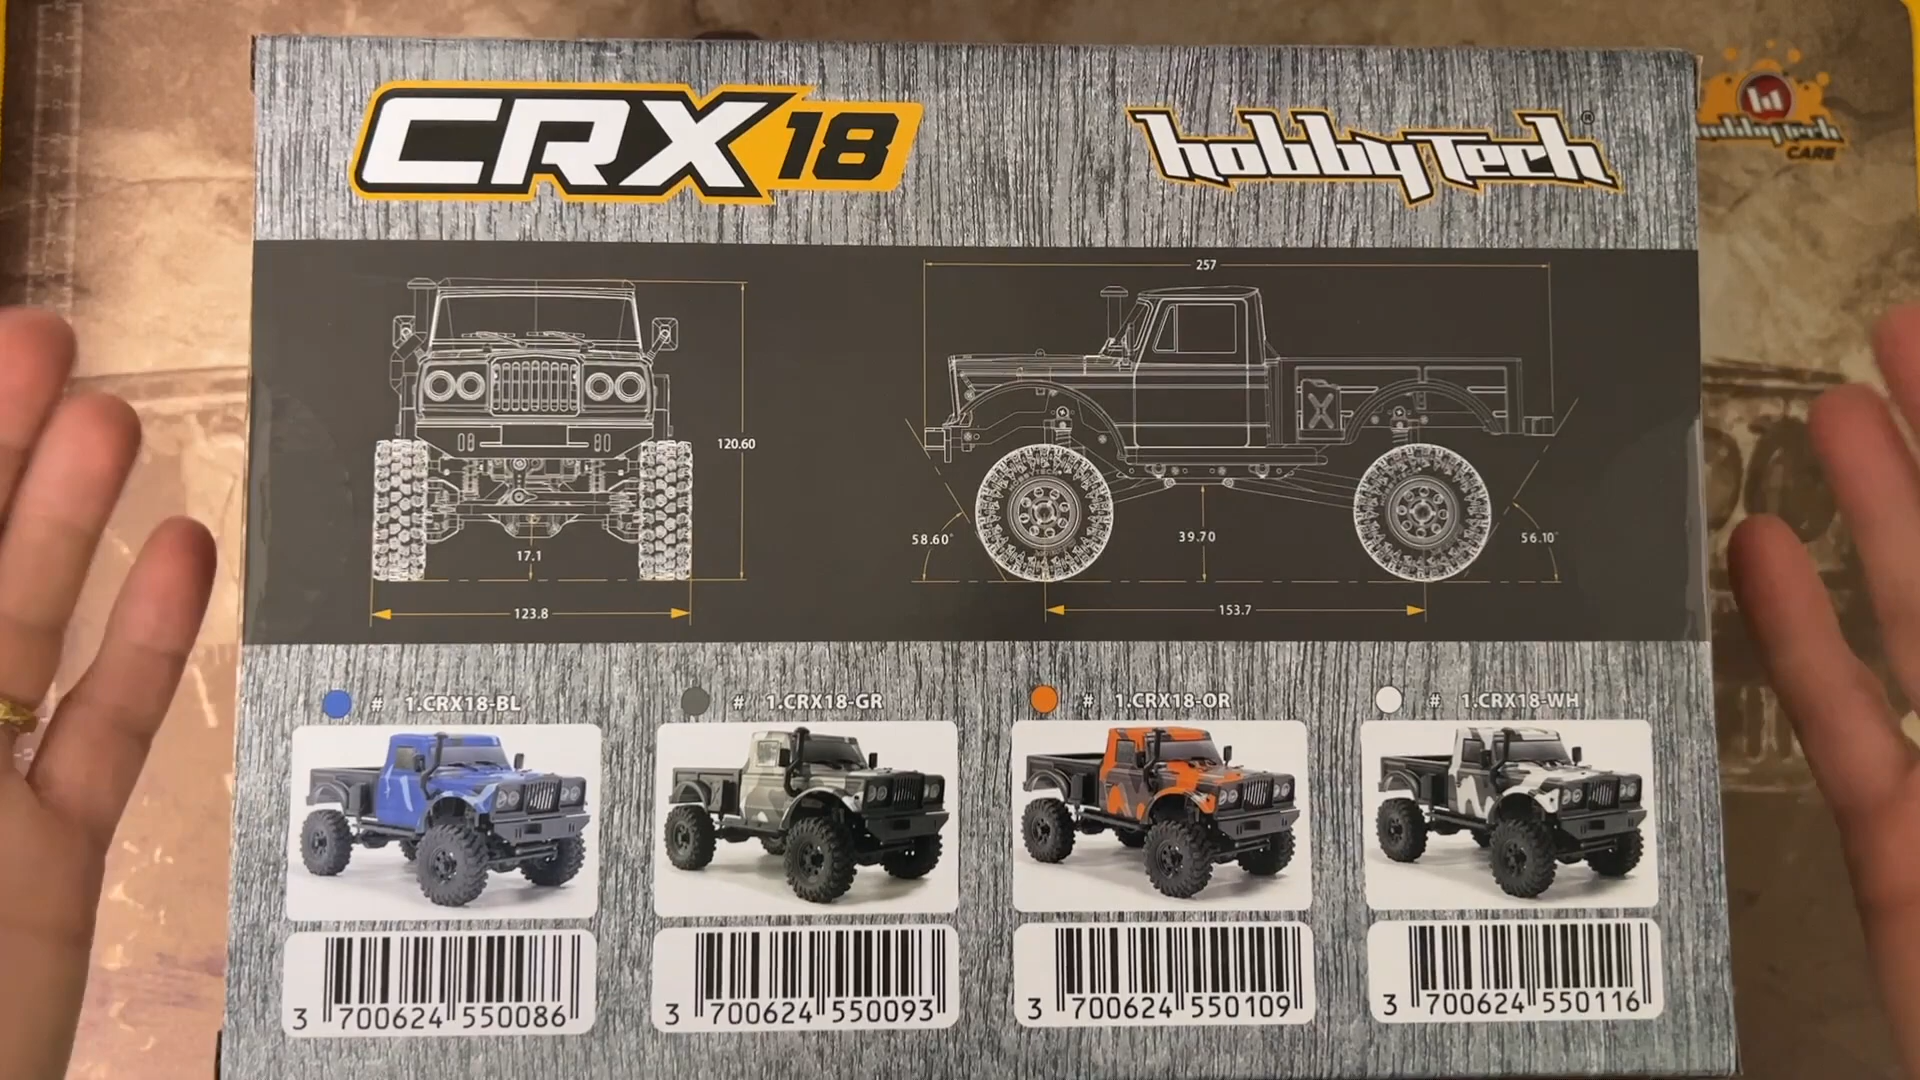 CRX18
hobbyTech®
hobbytech
CARE
257
120.60
17.1
123.8
58.60°
39.70
56.10°
153.7
# 1.CRX18-BL
# 1.CRX18-GR
# 1.CRX18-OR
# 1.CRX18-WH
3 700624 550086
3 700624 550093
3 700624 550109
3 700624 550116